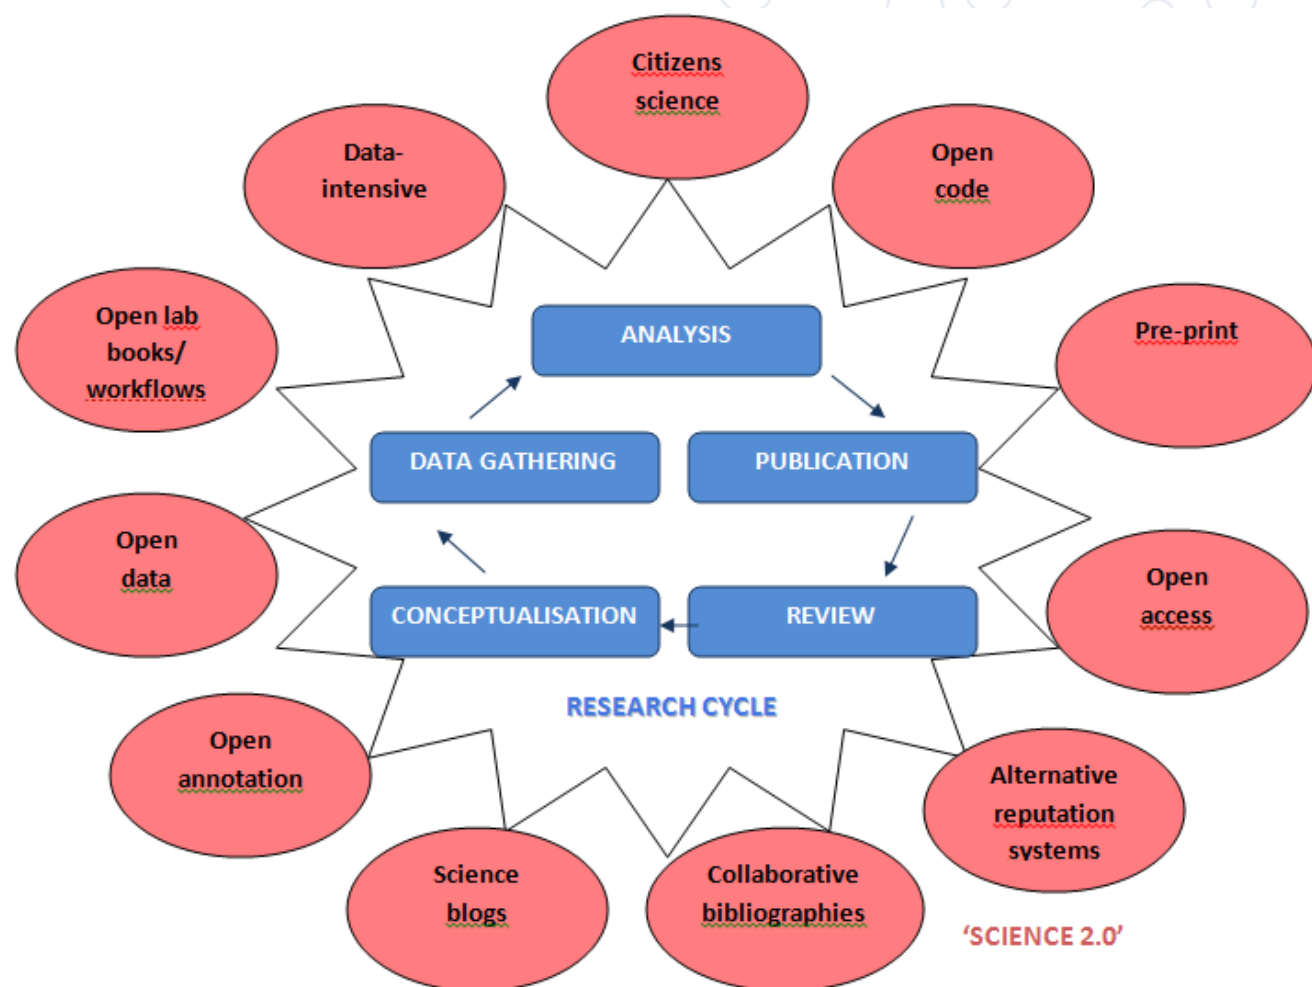 Citizens
science
Data-
intensive
Open
code
Open lab
books/
workflows
Pre-print
ANALYSIS
DATA GATHERING
PUBLICATION
Open
data
Open
access
CONCEPTUALISATION
REVIEW
RESEARCH CYCLE
Open
annotation
Alternative
reputation
systems
Science
blogs
Collaborative
bibliographies
‘SCIENCE 2.0’